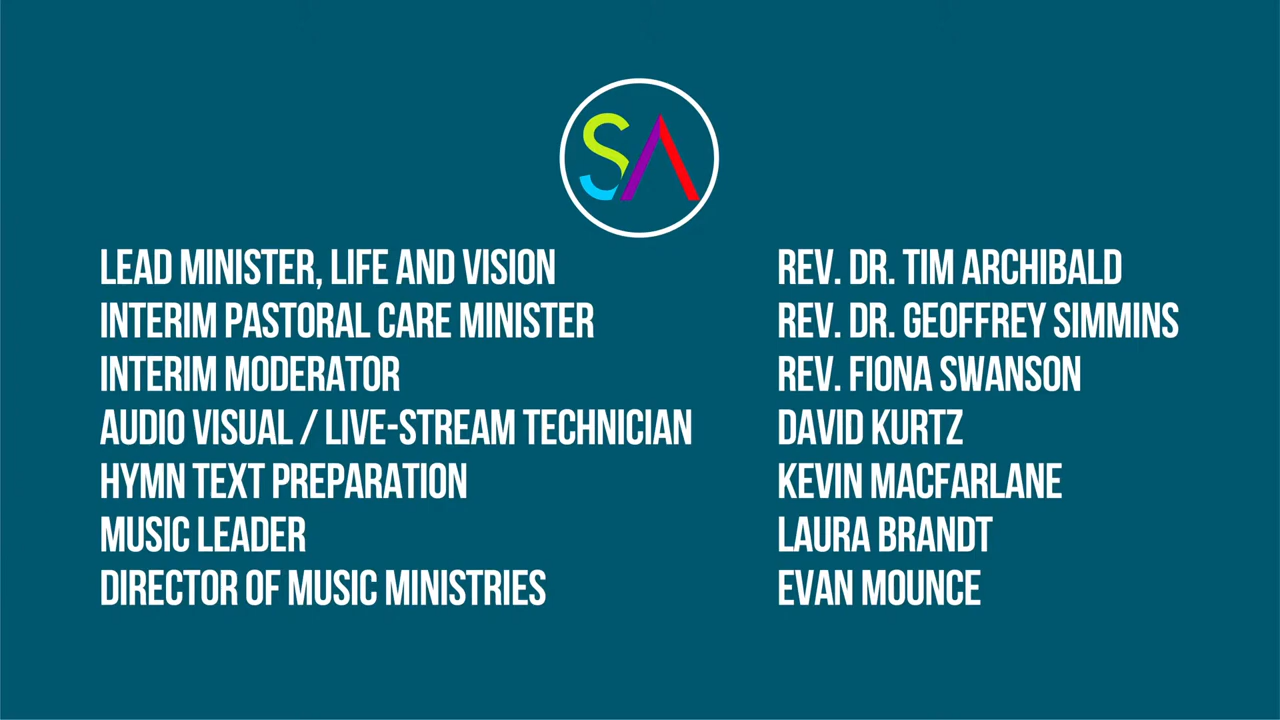 SA
LEAD MINISTER, LIFE AND VISION REV. DR. TIM ARCHIBALD
INTERIM PASTORAL CARE MINISTER REV. DR. GEOFFREY SIMMINS
INTERIM MODERATOR REV. FIONA SWANSON
AUDIO VISUAL / LIVE-STREAM TECHNICIAN DAVID KURTZ
HYMN TEXT PREPARATION KEVIN MACFARLANE
MUSIC LEADER LAURA BRANDT
DIRECTOR OF MUSIC MINISTRIES EVAN MOUNCE